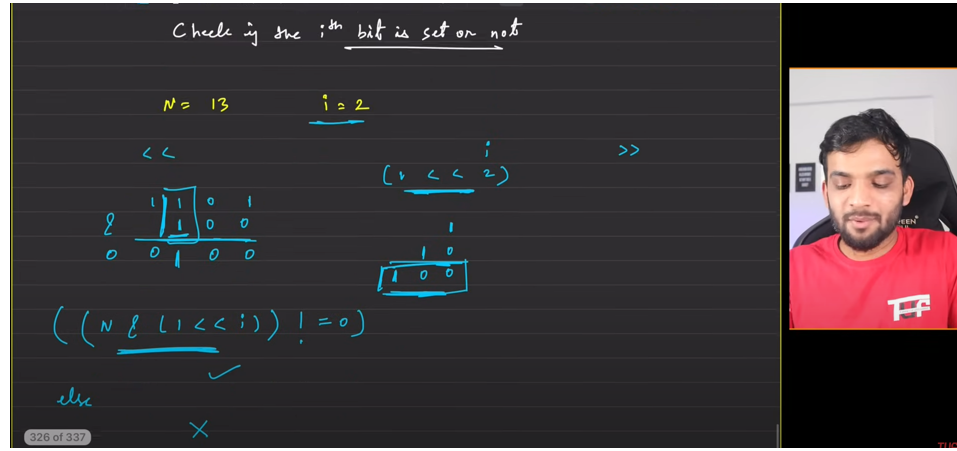 Check if the ith bit is set or not
N = 13 i = 2
<< i >>
(1 << 2)
1 1 0 1 1
& 1 0 0 1 0
0 0 1 0 0 1 0 0
((N & (1 << i)) != 0)
✓
else
326 of 337 X
TUF